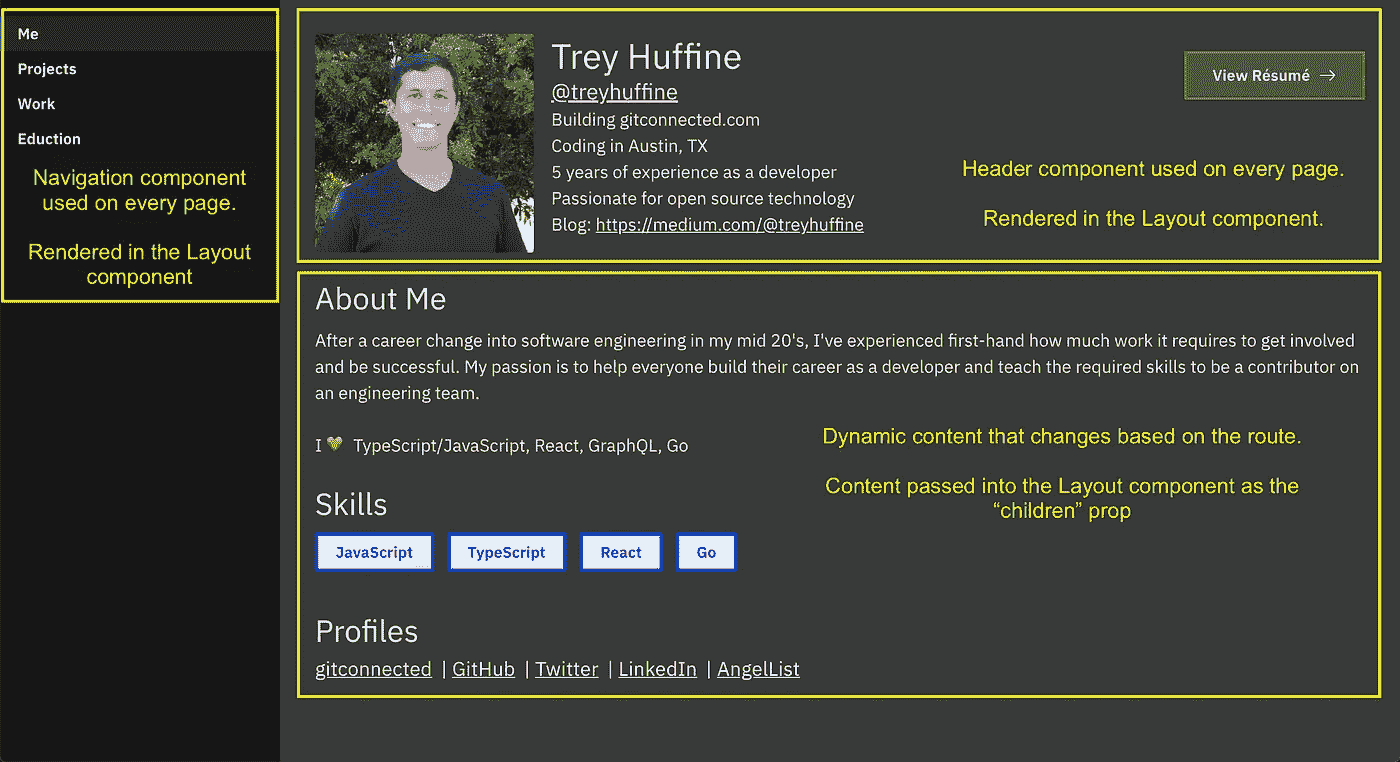 Me
Projects
Work
Eduction
Navigation component
used on every page.
Rendered in the Layout
component
Trey Huffine
@treyhuffine
Building gitconnected.com
Coding in Austin, TX
5 years of experience as a developer
Passionate for open source technology
Blog: https://medium.com/@treyhuffine
View Résumé →
Header component used on every page.
Rendered in the Layout component.
About Me
After a career change into software engineering in my mid 20's, I've experienced first-hand how much work it requires to get involved
and be successful. My passion is to help everyone build their career as a developer and teach the required skills to be a contributor on
an engineering team.
I 💛 TypeScript/JavaScript, React, GraphQL, Go
Dynamic content that changes based on the route.
Content passed into the Layout component as the
“children” prop
Skills
JavaScript
TypeScript
React
Go
Profiles
gitconnected | GitHub | Twitter | LinkedIn | AngelList